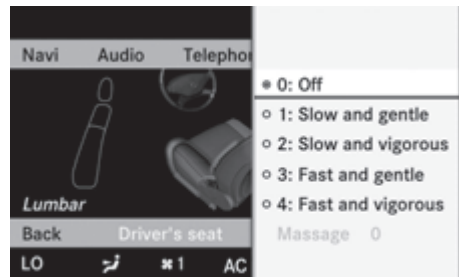 Navi Audio Telephon
0: Off
1: Slow and gentle
2: Slow and vigorous
3: Fast and gentle
4: Fast and vigorous
Lumbar
Massage 0
Back Driver's seat
LO 1 AC